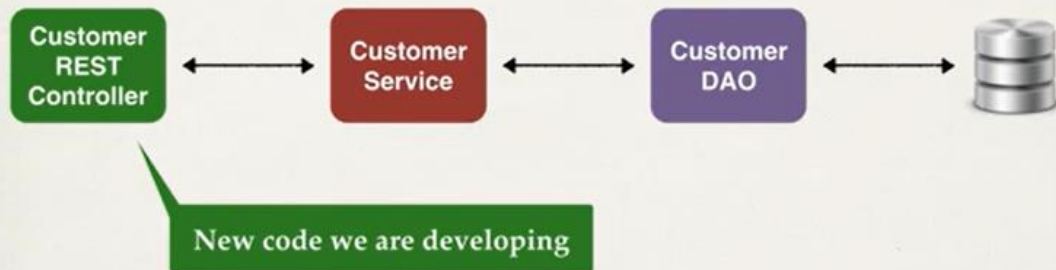 Customer
REST
Controller
Customer
Service
Customer
DAO
New code we are developing